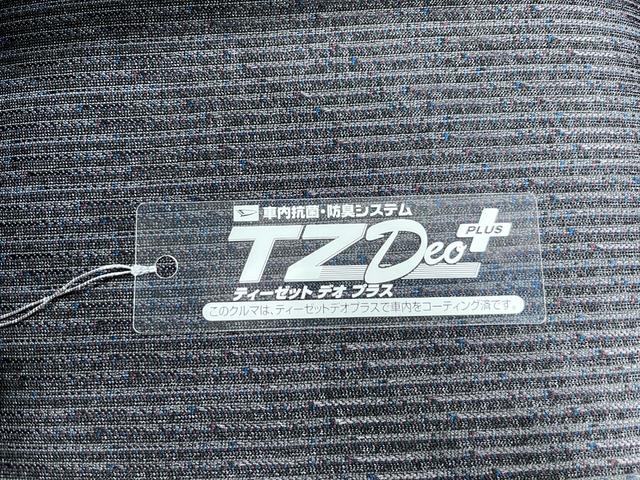 車内抗菌・防臭システム
TZ Deo PLUS
ティーゼット デオ プラス
このクルマは、ティーゼットデオプラスで車内をコーティング済です。